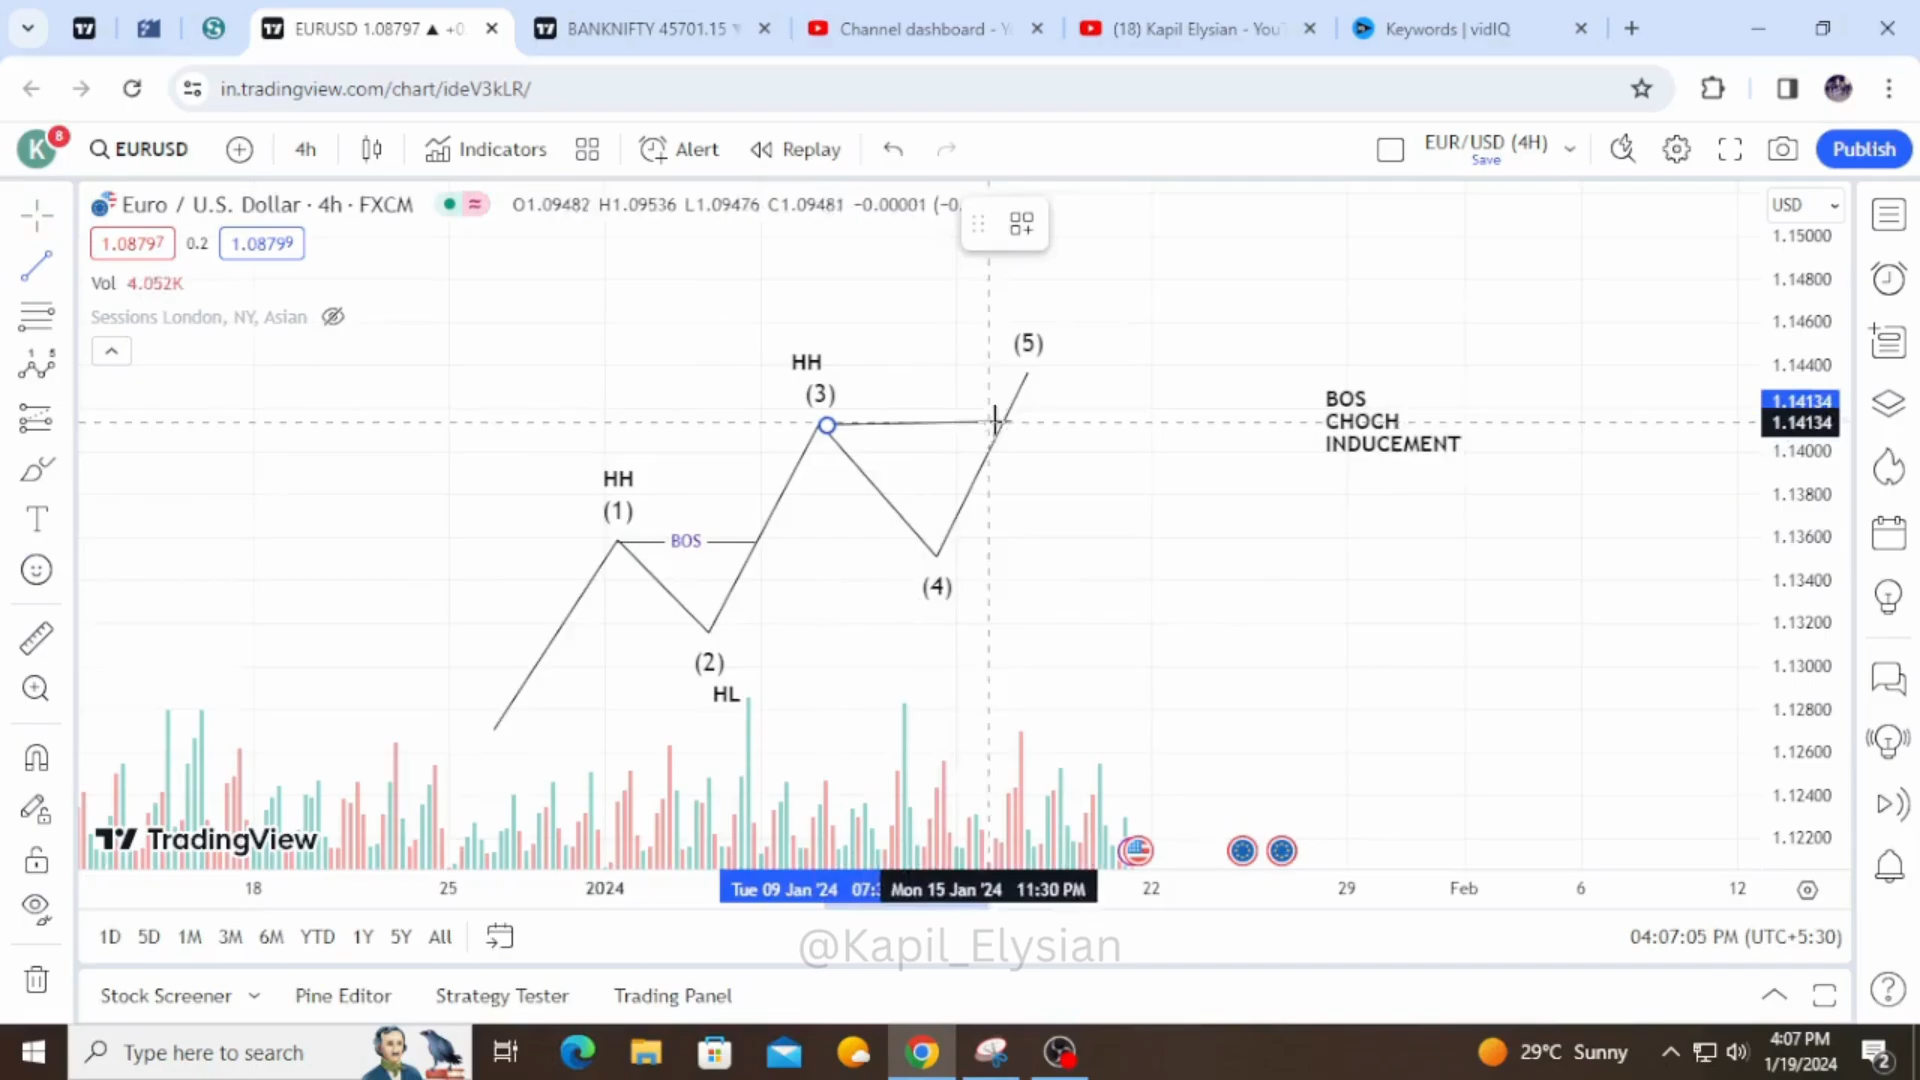 EURUSD 1.08797 ▲ +0
BANKNIFTY 45701.15
Channel dashboard - Y
(18) Kapil Elysian - You
Keywords | vidIQ
in.tradingview.com/chart/ideV3kLR/
K
8
EURUSD
4h
Indicators
Alert
Replay
EUR/USD (4H)
Save
Publish
Euro / U.S. Dollar · 4h · FXCM
O1.09482 H1.09536 L1.09476 C1.09481 −0.00001 (−0.
USD
1.08797
0.2
1.08799
Vol 4.052K
Sessions London, NY, Asian
1.15000
1.14800
1.14600
1.14400
1.14134
1.14134
1.14000
1.13800
1.13600
1.13400
1.13200
1.13000
1.12800
1.12600
1.12400
1.12200
(5)
HH
(3)
BOS
CHOCH
INDUCEMENT
HH
(1)
BOS
(4)
(2)
HL
TradingView
18
25
2024
Tue 09 Jan '24 07:
Mon 15 Jan '24 11:30 PM
22
29
Feb
6
12
1D 5D 1M 3M 6M YTD 1Y 5Y All
@Kapil_Elysian
04:07:05 PM (UTC+5:30)
Stock Screener
Pine Editor
Strategy Tester
Trading Panel
Type here to search
29°C Sunny
4:07 PM
1/19/2024
2